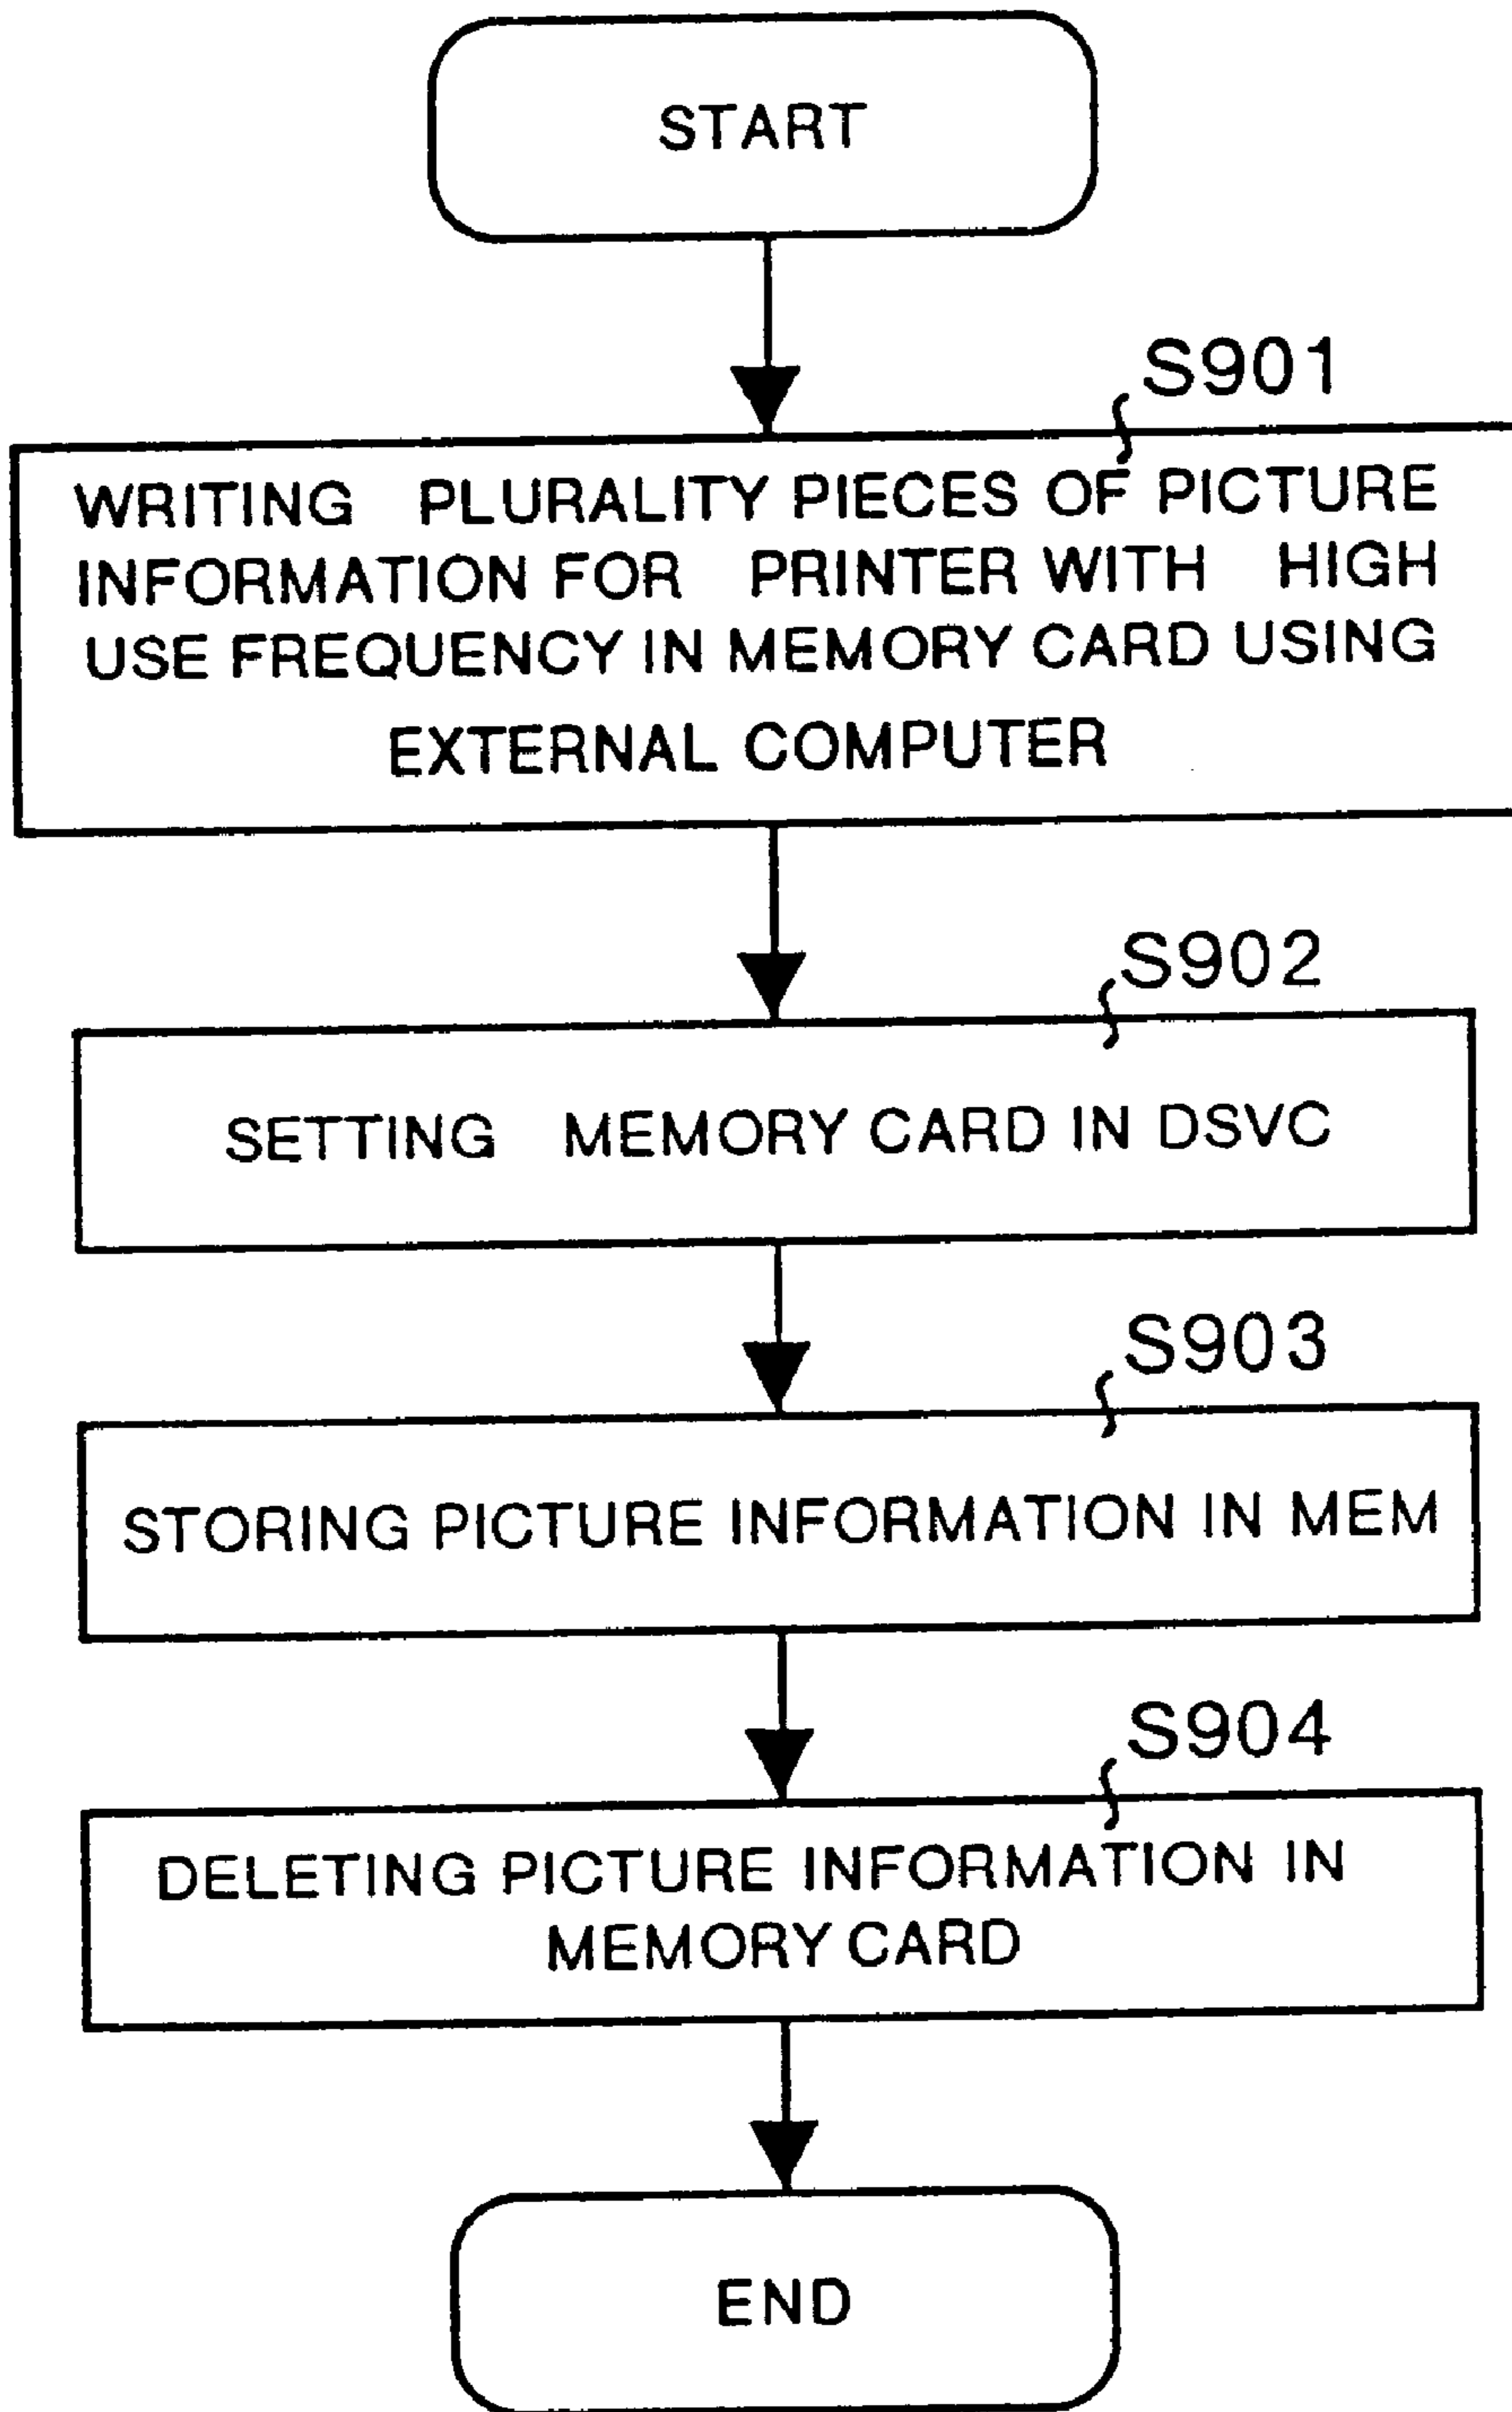 START
S901
WRITING PLURALITY PIECES OF PICTURE
INFORMATION FOR PRINTER WITH HIGH
USE FREQUENCY IN MEMORY CARD USING
EXTERNAL COMPUTER
S902
SETTING MEMORY CARD IN DSVC
S903
STORING PICTURE INFORMATION IN MEM
S904
DELETING PICTURE INFORMATION IN
MEMORY CARD
END